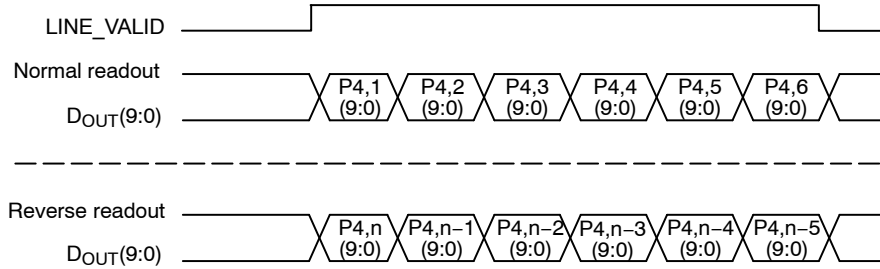 LINE_VALID
Normal readout
P4,1 P4,2 P4,3 P4,4 P4,5 P4,6
(9:0) (9:0) (9:0) (9:0) (9:0) (9:0)
DOUT(9:0)
Reverse readout
P4,n P4,n−1 P4,n−2 P4,n−3 P4,n−4 P4,n−5
(9:0) (9:0) (9:0) (9:0) (9:0) (9:0)
DOUT(9:0)